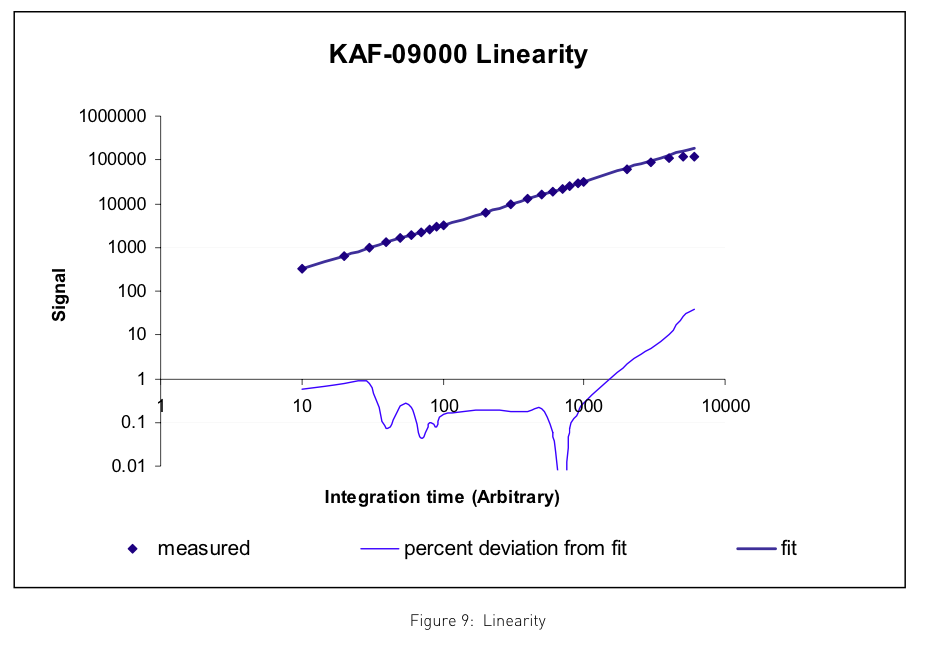 KAF-09000 Linearity
1000000
100000
10000
1000
100
10
1
0.1
0.01
1 10 100 1000 10000
Signal
Integration time (Arbitrary)
measured percent deviation from fit fit
Figure 9: Linearity